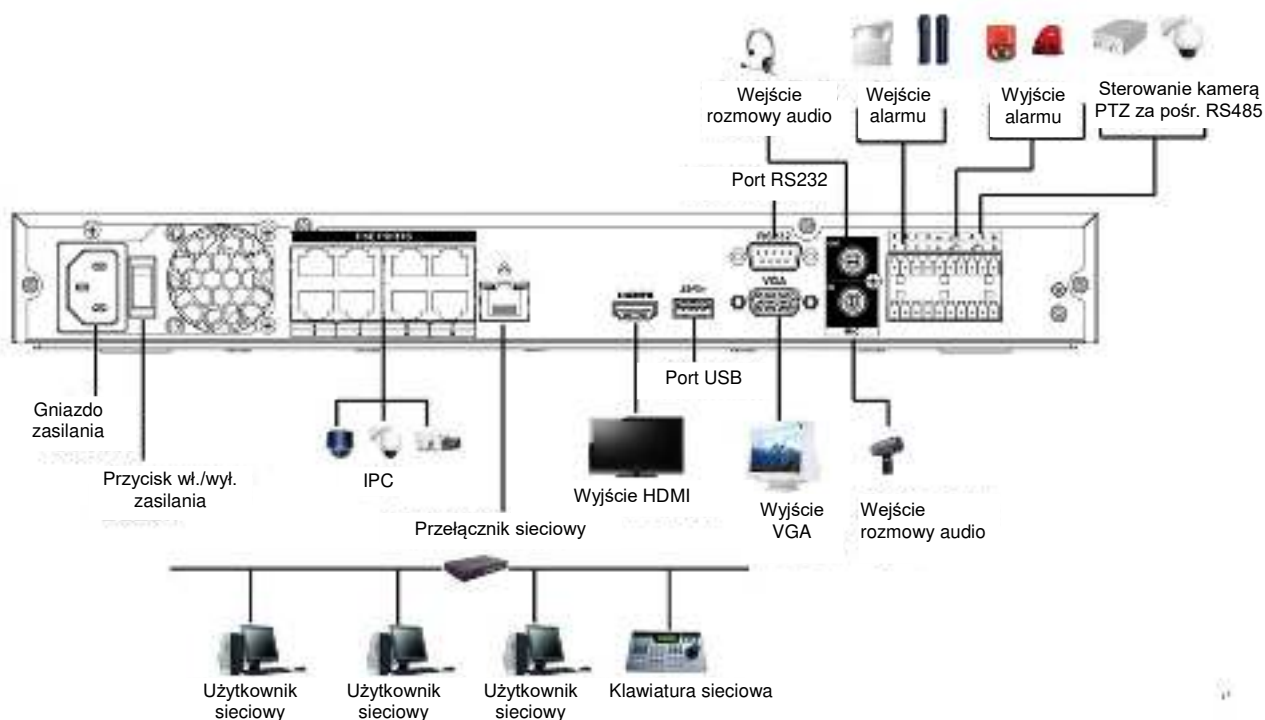 Wejście
rozmowy audio
Wejście
alarmu
Wyjście
alarmu
Sterowanie kamerą
PTZ za pośr. RS485
Port RS232
RS232
VGA
HDMI
Port USB
Gniazdo
zasilania
Przycisk wł./wył.
zasilania
IPC
Przełącznik sieciowy
Wyjście HDMI
Wyjście
VGA
Wejście
rozmowy audio
Użytkownik
sieciowy
Użytkownik
sieciowy
Użytkownik
sieciowy
Klawiatura sieciowa